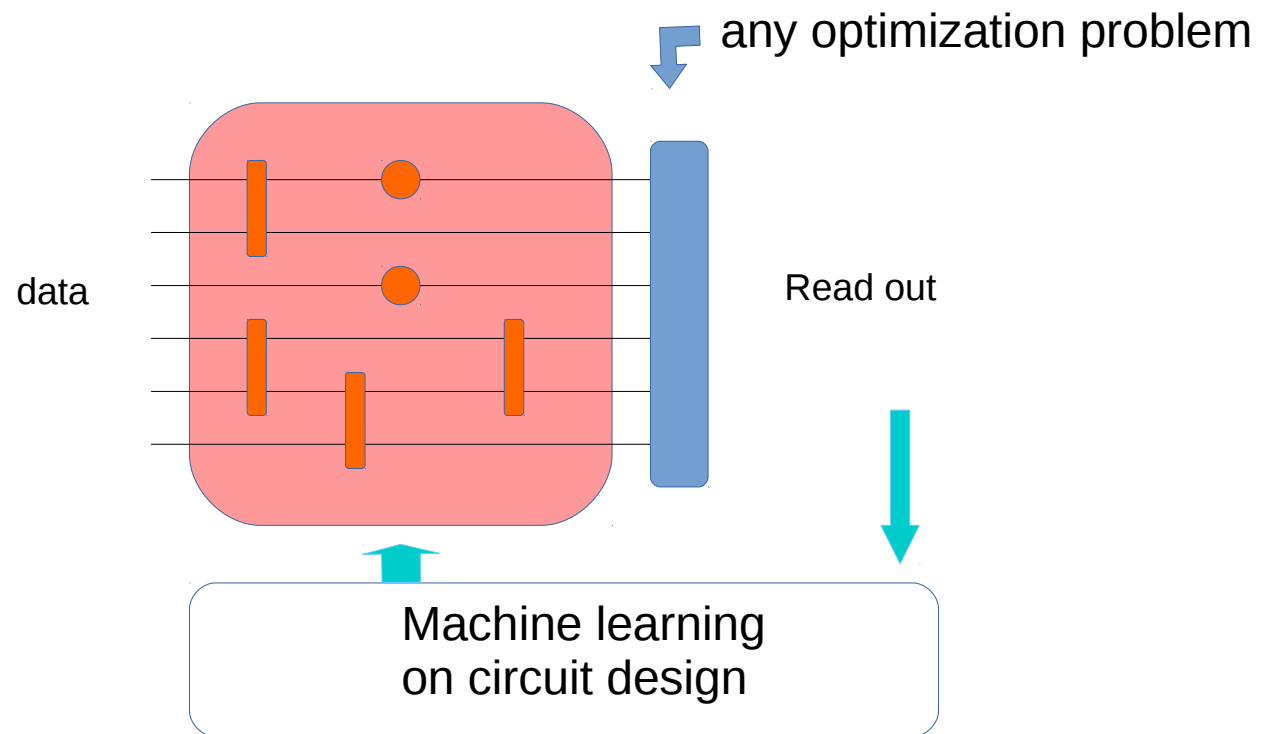 any optimization problem
data
Read out
Machine learning
on circuit design